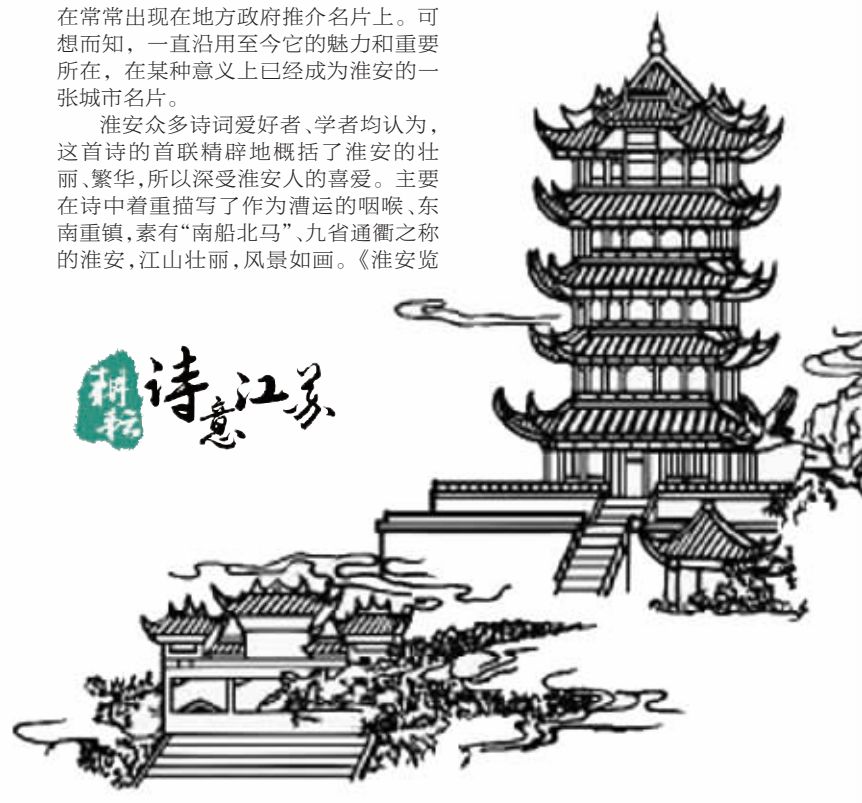 在常常出现在地方政府推介名片上。可
想而知，一直沿用至今它的魅力和重要
所在，在某种意义上已经成为淮安的一
张城市名片。
淮安众多诗词爱好者、学者均认为，
这首诗的首联精辟地概括了淮安的壮
丽、繁华，所以深受淮安人的喜爱。主要
在诗中着重描写了作为漕运的咽喉、东
南重镇，素有“南船北马”、九省通衢之称
的淮安，江山壮丽，风景如画。《淮安览
耕耘
诗意江苏